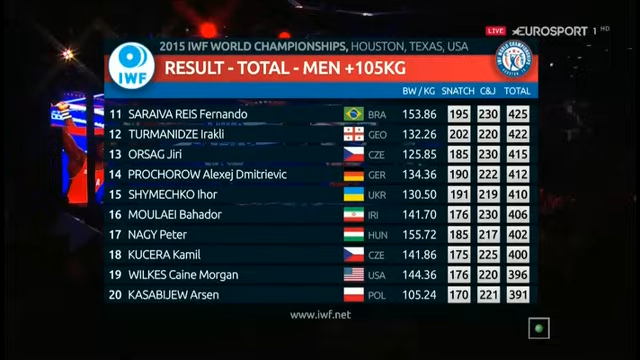 LIVE EUROSPORT 1 HD
2015 IWF WORLD CHAMPIONSHIPS, HOUSTON, TEXAS, USA
IWF
RESULT - TOTAL - MEN +105KG
BW / KG SNATCH C&J TOTAL
11 SARAIVA REIS Fernando BRA 153.86 195 230 425
12 TURMANIDZE Irakli GEO 132.26 202 220 422
13 ORSAG Jiri CZE 125.85 185 230 415
14 PROCHOROW Alexej Dmitrievic GER 134.36 190 222 412
15 SHYMECHKO Ihor UKR 130.50 191 219 410
16 MOULAEI Bahador IRI 141.70 176 230 406
17 NAGY Peter HUN 155.72 185 217 402
18 KUCERA Kamil CZE 141.86 175 225 400
19 WILKES Caine Morgan USA 144.36 176 220 396
20 KASABIJEW Arsen POL 105.24 170 221 391
www.iwf.net